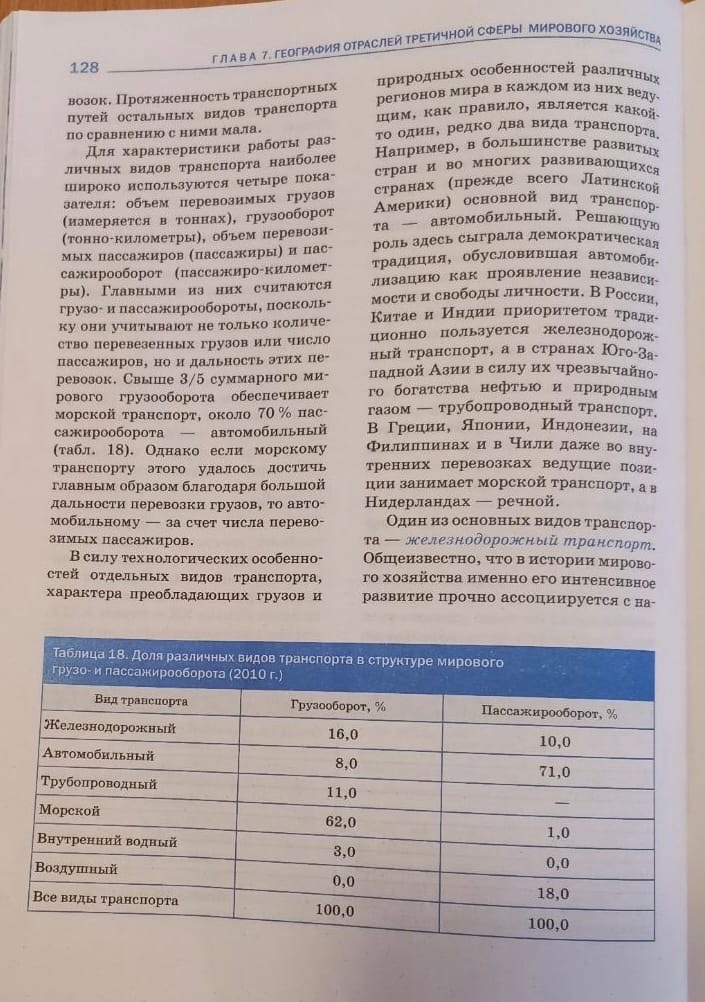 128
ГЛАВА 7. ГЕОГРАФИЯ ОТРАСЛЕЙ ТРЕТИЧНОЙ СФЕРЫ МИРОВОГО ХОЗЯЙСТВА
возок. Протяженность транспортных
путей остальных видов транспорта
по сравнению с ними мала.
Для характеристики работы раз-
личных видов транспорта наиболее
широко используются четыре пока-
зателя: объем перевозимых грузов
(измеряется в тоннах), грузооборот
(тонно-километры), объем перевози-
мых пассажиров (пассажиры) и пас-
сажирооборот (пассажиро-километ-
ры). Главными из них считаются
грузо- и пассажирообороты, посколь-
ку они учитывают не только количе-
ство перевезенных грузов или число
пассажиров, но и дальность этих пе-
ревозок. Свыше 3/5 суммарного ми-
рового грузооборота обеспечивает
морской транспорт, около 70 % пас-
сажирооборота — автомобильный
(табл. 18). Однако если морскому
транспорту этого удалось достичь
главным образом благодаря большой
дальности перевозки грузов, то авто-
мобильному — за счет числа перево-
зимых пассажиров.
В силу технологических особенно-
стей отдельных видов транспорта,
характера преобладающих грузов и
природных особенностей различных
регионов мира в каждом из них веду-
щим, как правило, является какой-
то один, редко два вида транспорта.
Например, в большинстве развитых
стран и во многих развивающихся
странах (прежде всего Латинской
Америки) основной вид транспор-
та — автомобильный. Решающую
роль здесь сыграла демократическая
традиция, обусловившая автомоби-
лизацию как проявление независи-
мости и свободы личности. В России,
Китае и Индии приоритетом тради-
ционно пользуется железнодорож-
ный транспорт, а в странах Юго-За-
падной Азии в силу их чрезвычайно-
го богатства нефтью и природным
газом — трубопроводный транспорт.
В Греции, Японии, Индонезии, на
Филиппинах и в Чили даже во вну-
тренних перевозках ведущие пози-
ции занимает морской транспорт, а в
Нидерландах — речной.
Один из основных видов транспор-
та — железнодорожный транспорт.
Общеизвестно, что в истории мирово-
го хозяйства именно его интенсивное
развитие прочно ассоциируется с на-
Таблица 18. Доля различных видов транспорта в структуре мирового
грузо- и пассажирооборота (2010 г.)
Вид транспорта Грузооборот, % Пассажирооборот, %
Железнодорожный 16,0 10,0
Автомобильный 8,0 71,0
Трубопроводный 11,0 —
Морской 62,0 1,0
Внутренний водный 3,0 0,0
Воздушный 0,0 18,0
Все виды транспорта 100,0 100,0